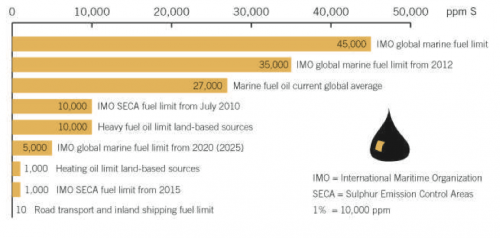 0 10,000 20,000 30,000 40,000 50,000 ppm S
45,000 IMO global marine fuel limit
35,000 IMO global marine fuel limit from 2012
27,000 Marine fuel oil current global average
10,000 IMO SECA fuel limit from July 2010
10,000 Heavy fuel oil limit land-based sources
5,000 IMO global marine fuel limit from 2020 (2025)
1,000 Heating oil limit land-based sources
1,000 IMO SECA fuel limit from 2015
10 Road transport and inland shipping fuel limit
IMO = International Maritime Organization
SECA = Sulphur Emission Control Areas
1% = 10,000 ppm